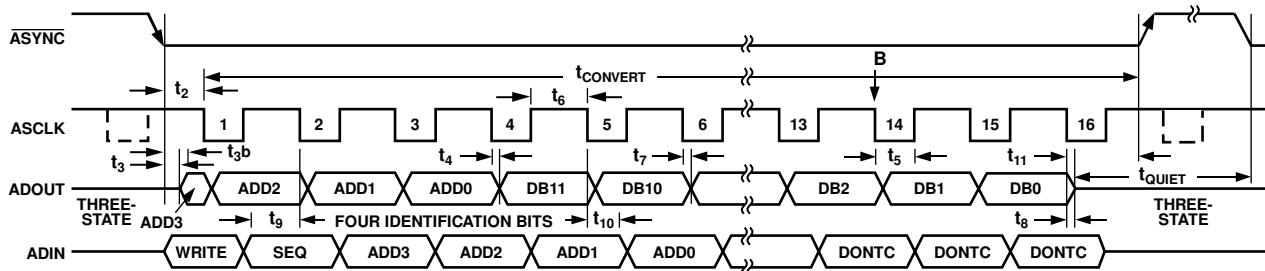 ASYNC
B
t2
tCONVERT
t6
ASCLK
1 2 3 4 5 6 13 14 15 16
t3
t3b
t4
t7
t5
t11
tQUIET
ADOUT
ADD2 ADD1 ADD0 DB11 DB10 DB2 DB1 DB0
THREE-
STATE
ADD3
t9
FOUR IDENTIFICATION BITS
t10
t8
THREE-
STATE
ADIN
WRITE SEQ ADD3 ADD2 ADD1 ADD0 DONTC DONTC DONTC